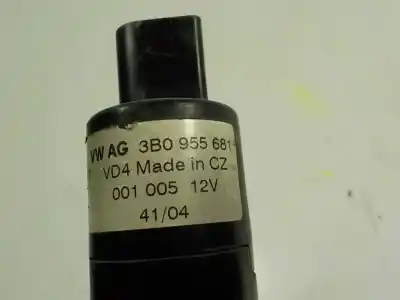 VW AG 3B0 955 681
VD4 Made in CZ
001 005 12V
41/04